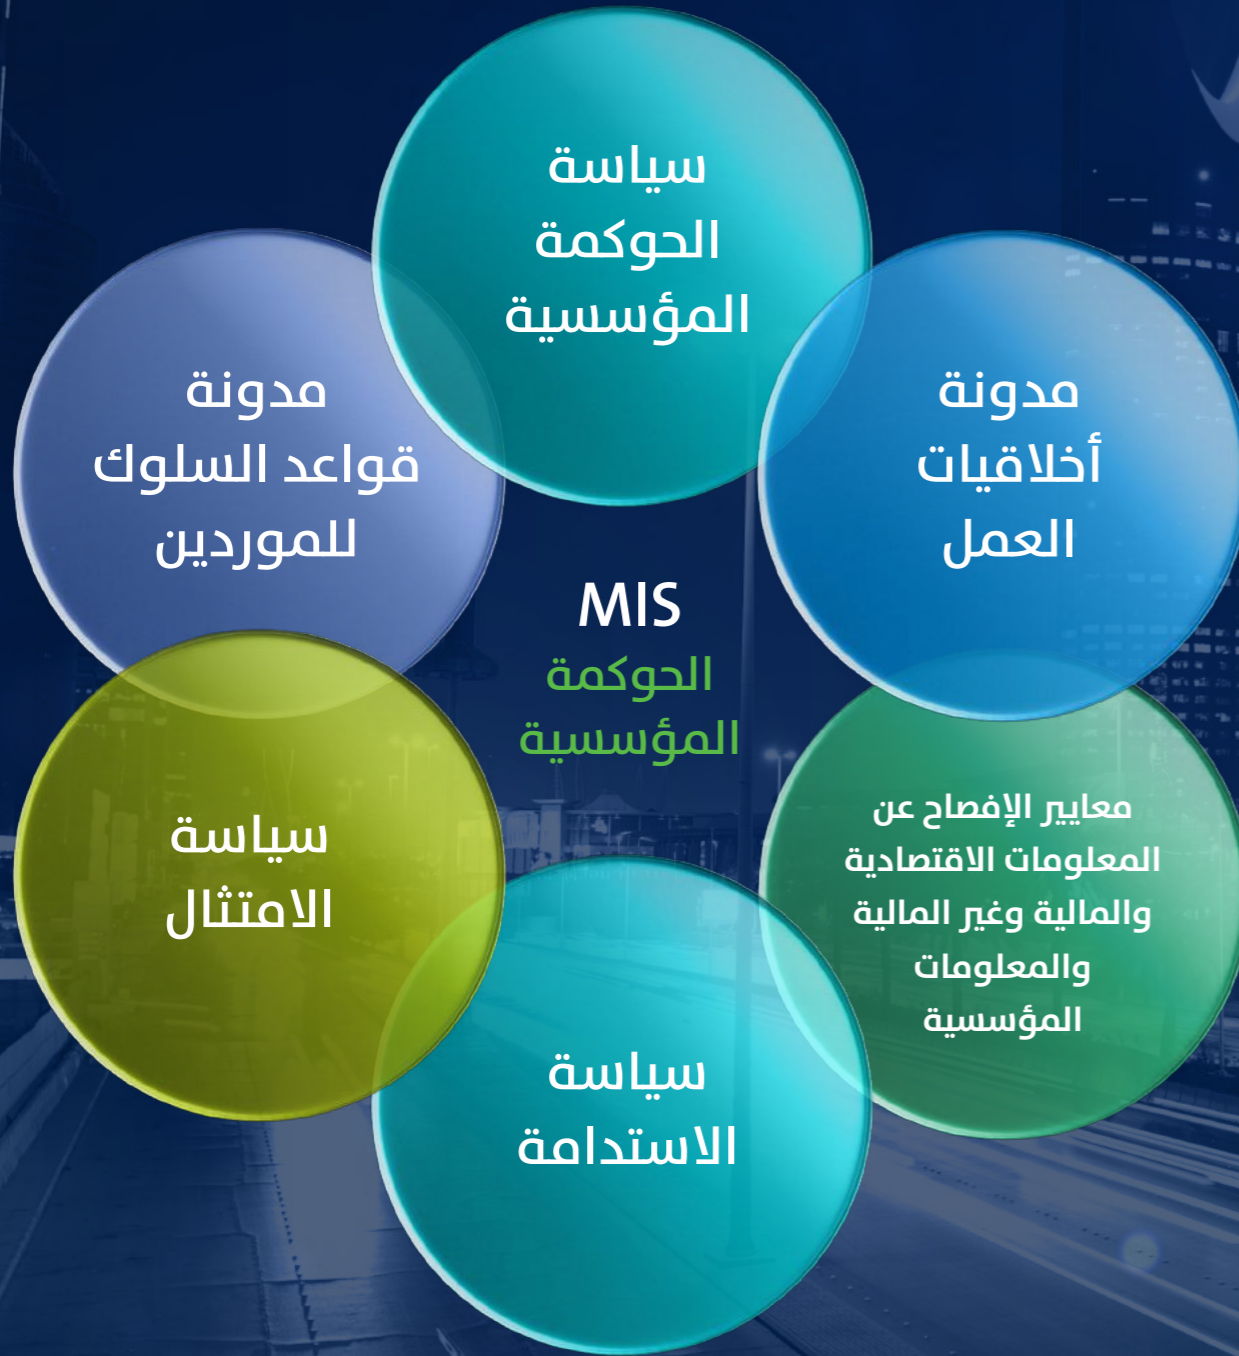 سياسة
الحوكمة
المؤسسية
مدونة
أخلاقيات
العمل
معايير الإفصاح عن
المعلومات الاقتصادية
والمالية وغير المالية
والمعلومات
المؤسسية
سياسة
الاستدامة
سياسة
الامتثال
مدونة
قواعد السلوك
للموردين
MIS
الحوكمة
المؤسسية